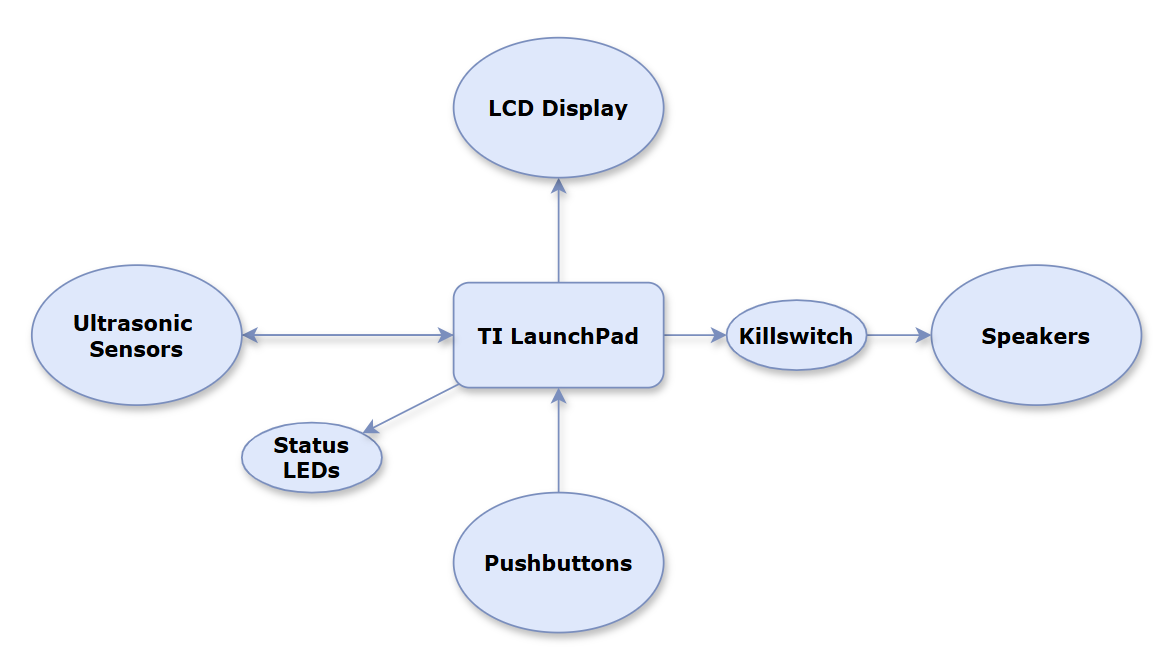 LCD Display
Ultrasonic
Sensors
TI LaunchPad
Killswitch
Speakers
Status
LEDs
Pushbuttons